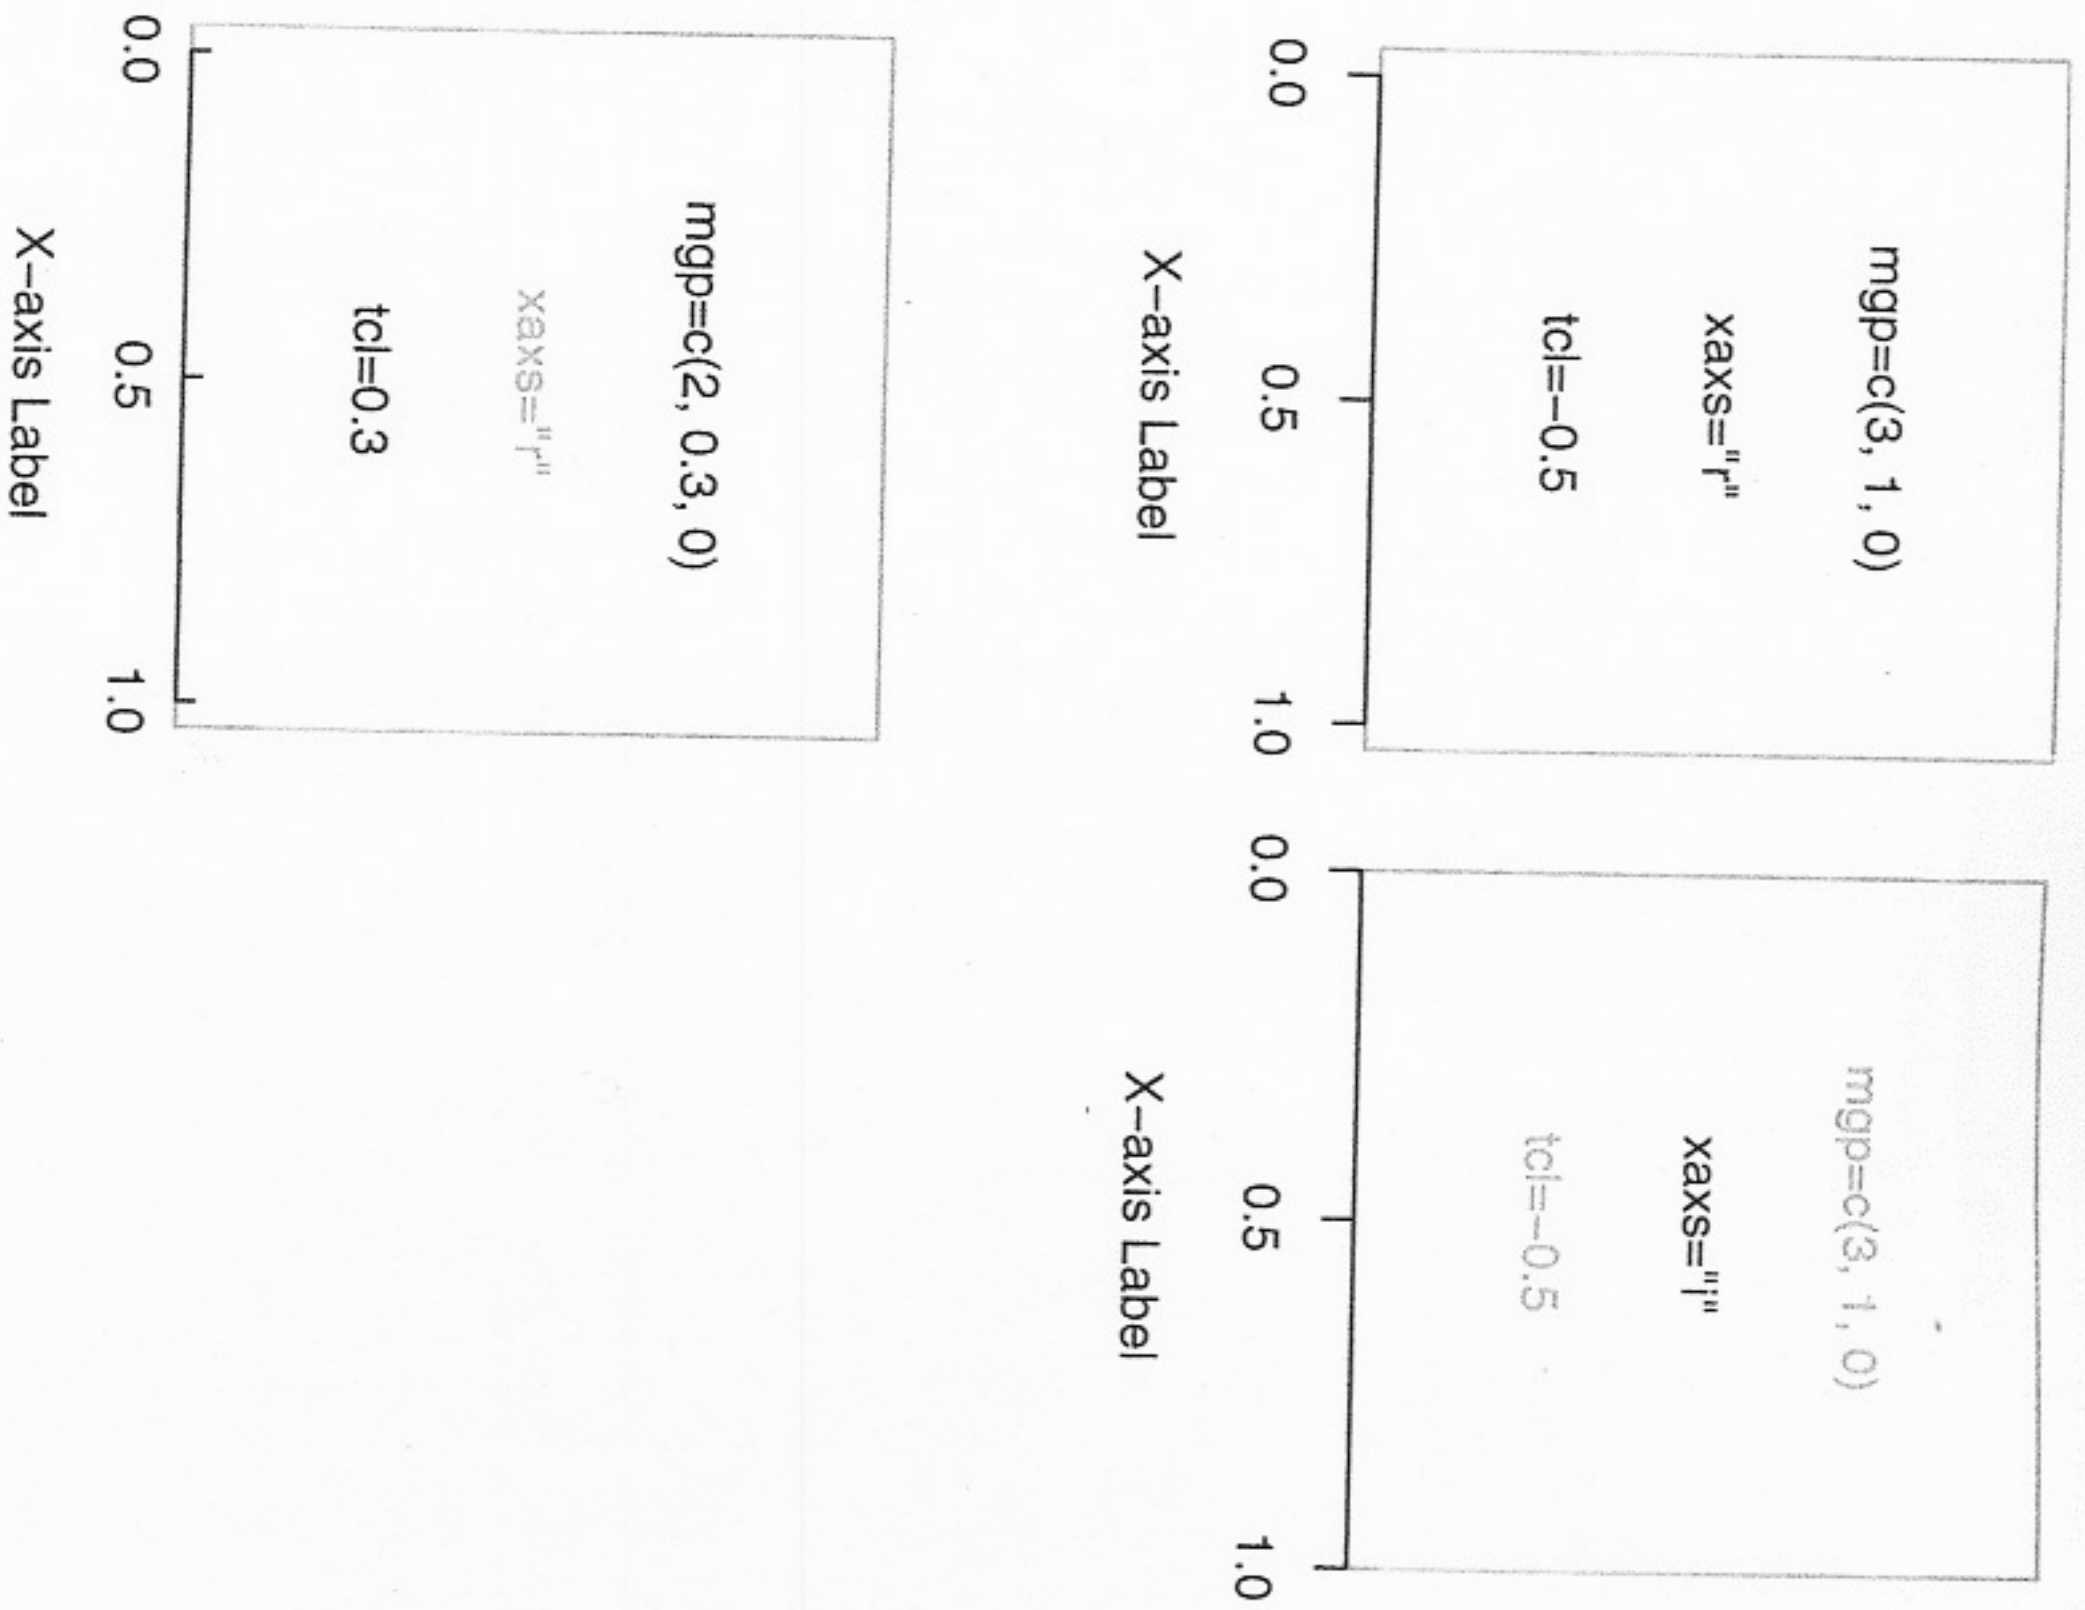 mgp=c(3, 1, 0)
xaxs="r"
tcl=-0.5
0.0 0.5 1.0
X-axis Label
mgp=c(3, 1, 0)
xaxs="i"
tcl=-0.5
0.0 0.5 1.0
X-axis Label
mgp=c(2, 0.3, 0)
xaxs="r"
tcl=0.3
0.0 0.5 1.0
X-axis Label